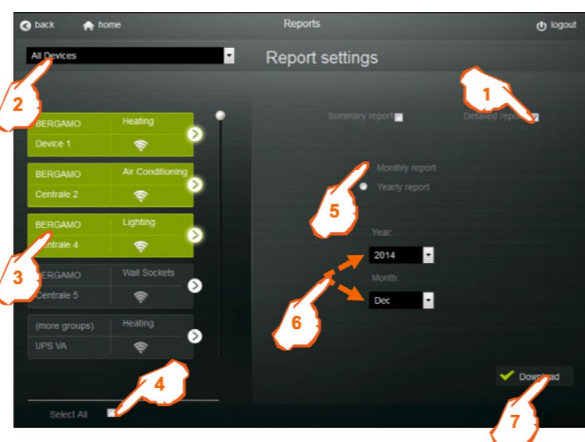 back home Reports logout
All Devices
Report settings
1
2
Summary report Detailed report
BERGAMO Heating
Device 1
BERGAMO Air Conditioning
Centrale 2
BERGAMO Lighting
Centrale 4
3
BERGAMO Wall Sockets
Centrale 5
(more groups) Heating
UPS VA
4
Select All
Monthly report
Yearly report
5
Year:
2014
Month:
Dec
6
Download
7